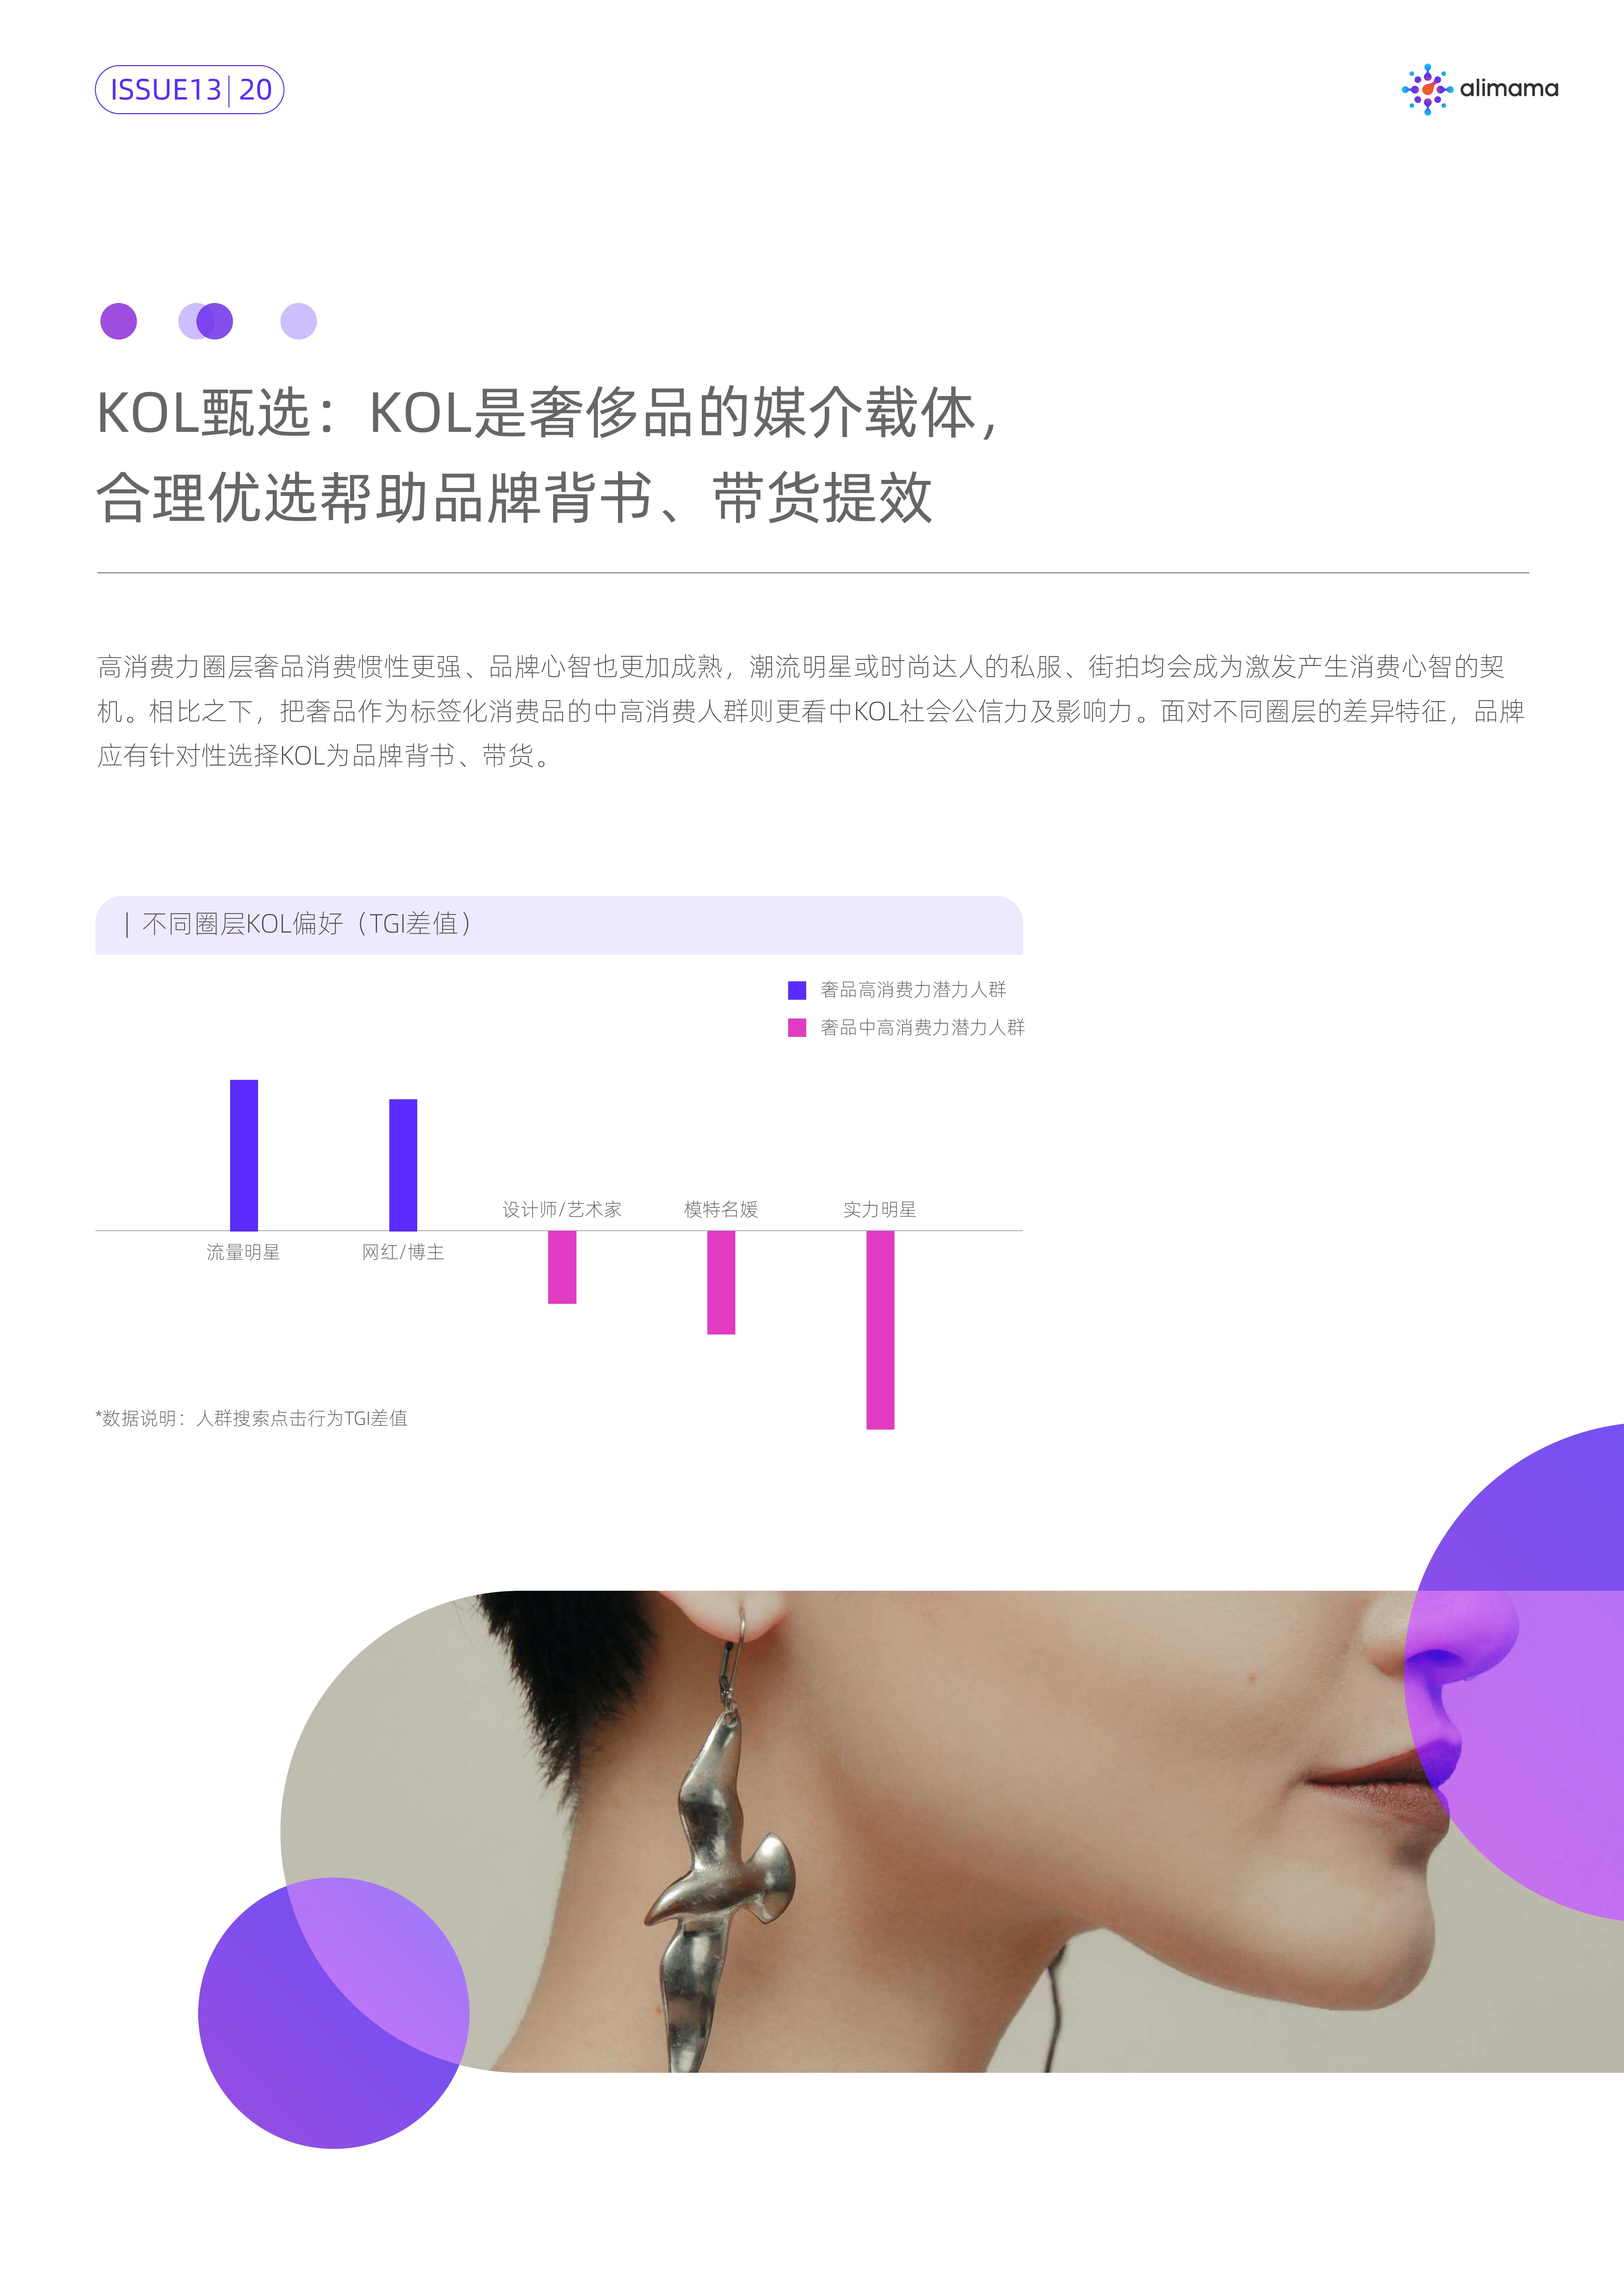 ISSUE13| 20
alimama
KOL甄选：KOL是奢侈品的媒介载体，
合理优选帮助品牌背书、带货提效
高消费力圈层奢品消费惯性更强、品牌心智也更加成熟，潮流明星或时尚达人的私服、街拍均会成为激发产生消费心智的契
机。相比之下，把奢品作为标签化消费品的中高消费人群则更看中KOL社会公信力及影响力。面对不同圈层的差异特征，品牌
应有针对性选择KOL为品牌背书、带货。
| 不同圈层KOL偏好（TGI差值）
奢品高消费力潜力人群
奢品中高消费力潜力人群
设计师/艺术家
模特名媛
实力明星
流量明星
网红/博主
*数据说明：人群搜索点击行为TGI差值